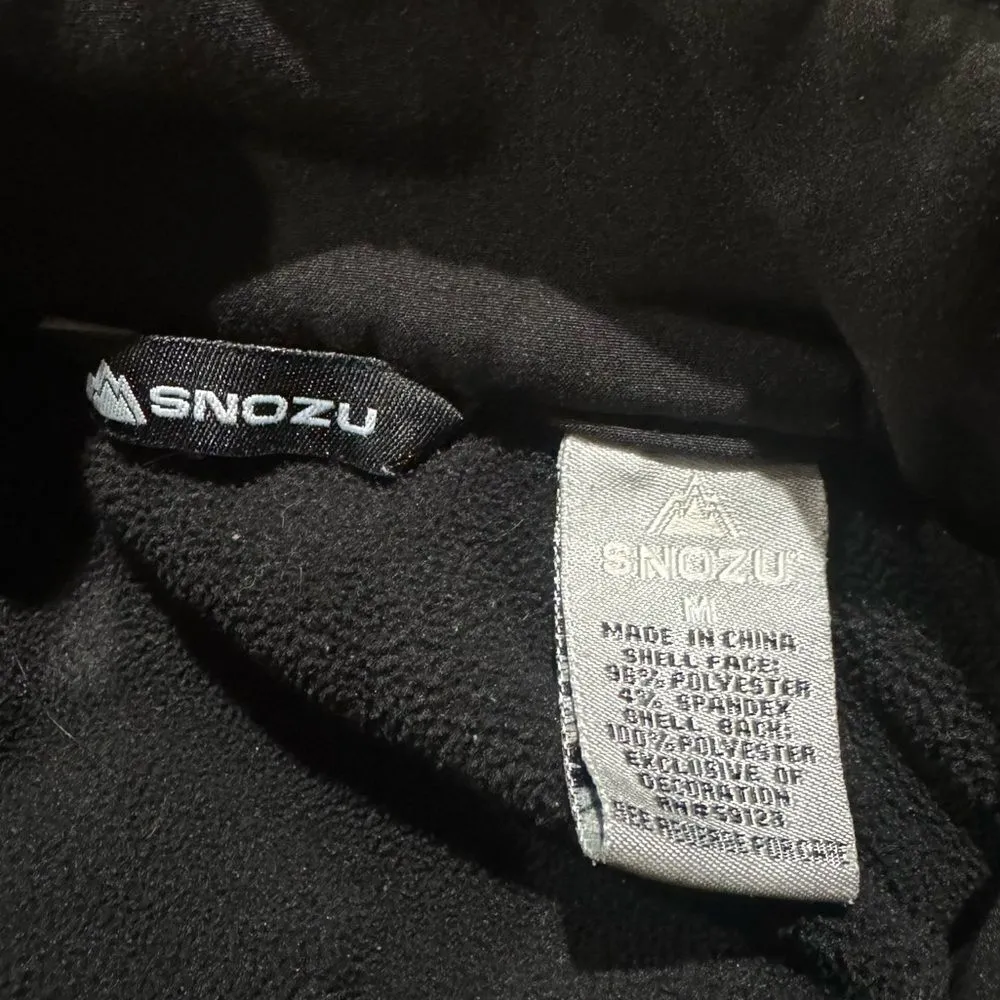 SNOZU
SNOZU
M
MADE IN CHINA
SHELL FACE:
96% POLYESTER
4% SPANDEX
SHELL BACK:
100% POLYESTER
EXCLUSIVE OF
DECORATION
RN# 59128
SEE REVERSE FOR CARE